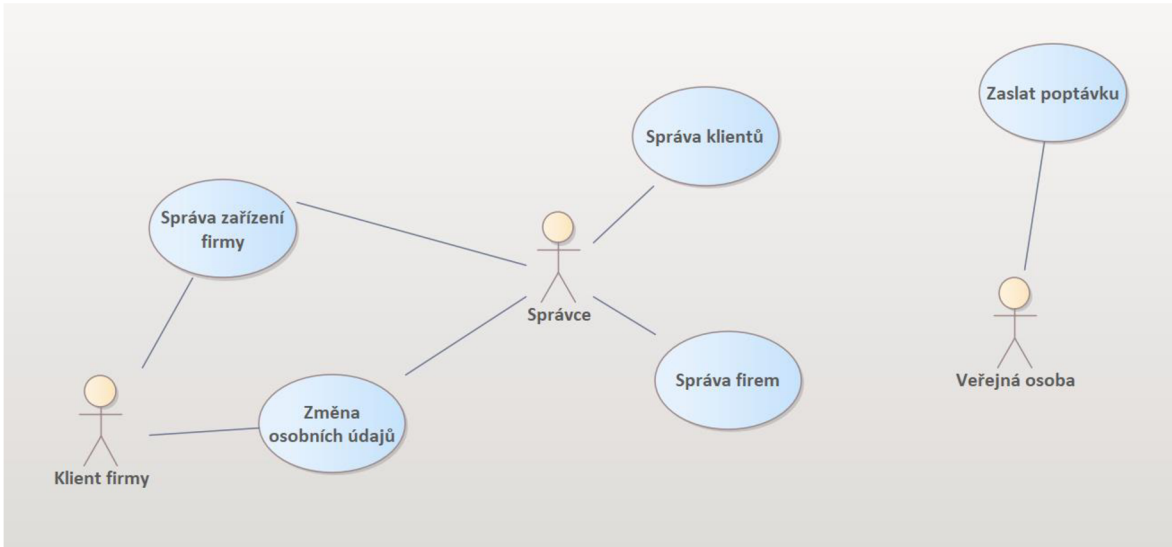 Zaslat poptávku
Správa klientů
Správa zařízení
firmy
Správce
Správa firem
Veřejná osoba
Změna
osobních údajů
Klient firmy